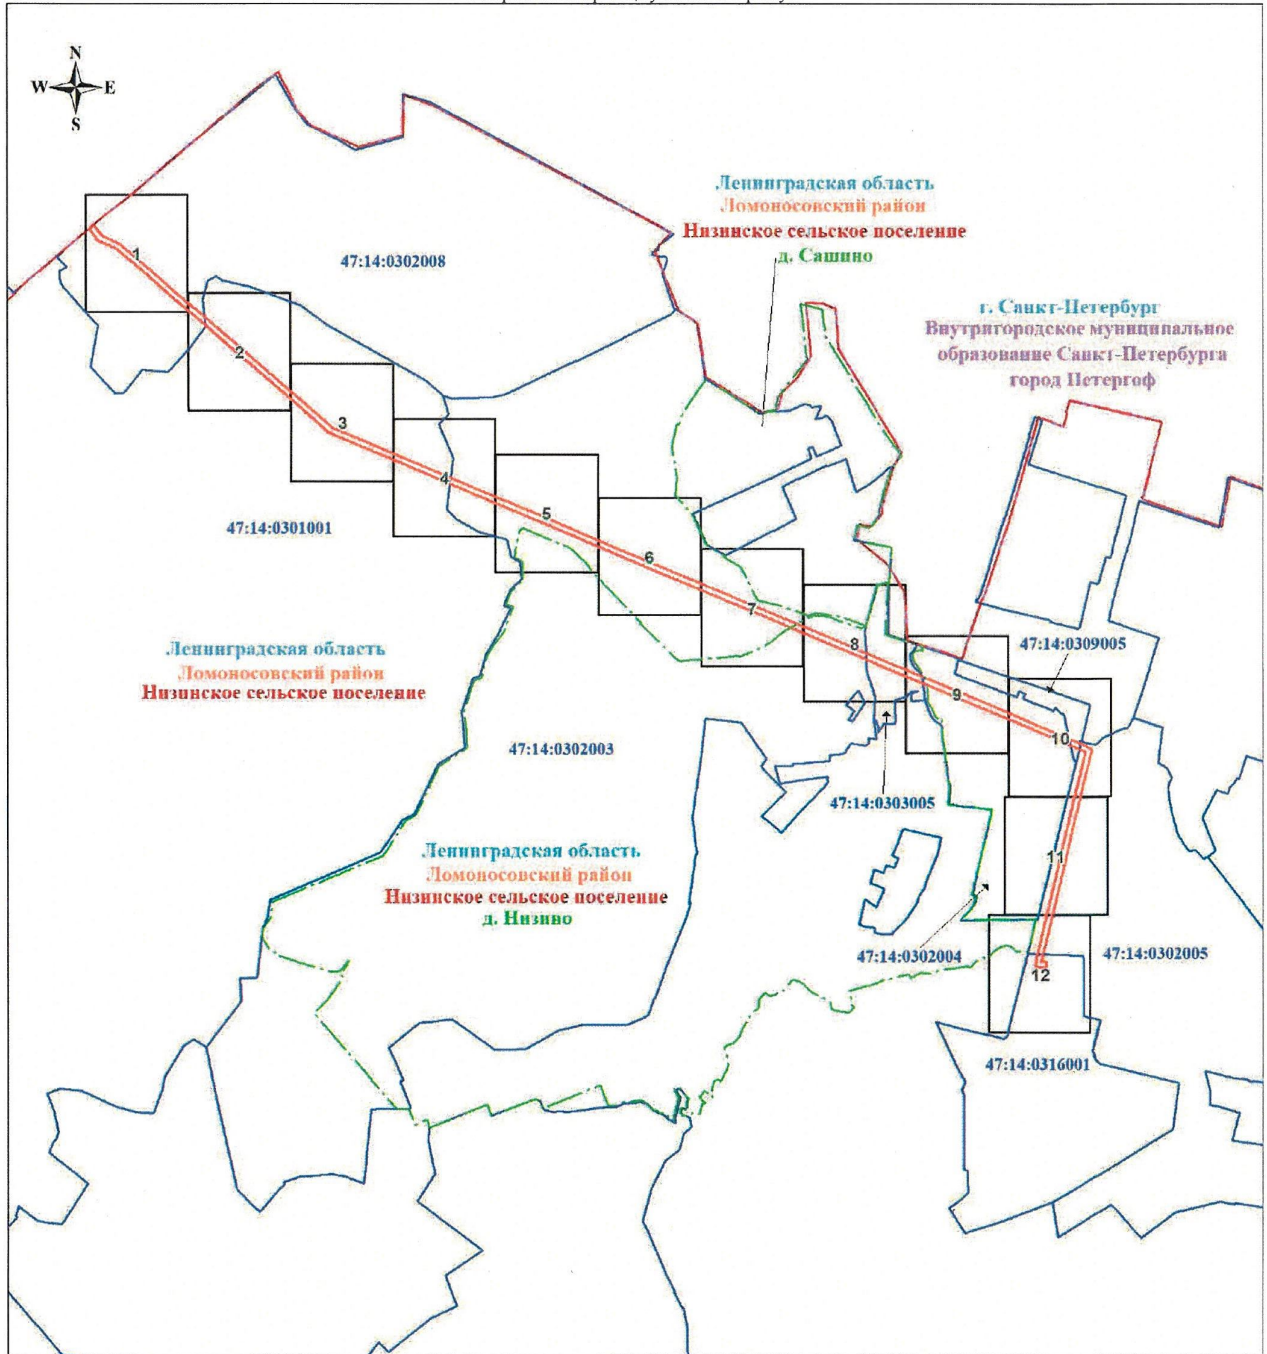 N
W E
S
Ленинградская область
Ломоносовский район
Низинское сельское поселение
д. Сашино
1
47:14:0302008
г. Санкт-Петербург
Внутригородское муниципальное
образование Санкт-Петербурга
город Петергоф
2
3
4
5
47:14:0301001
6
7
8
47:14:0309005
Ленинградская область
Ломоносовский район
Низинское сельское поселение
9
10
47:14:0302003
47:14:0303005
Ленинградская область
Ломоносовский район
Низинское сельское поселение
д. Низино
11
47:14:0302004
47:14:0302005
12
47:14:0316001